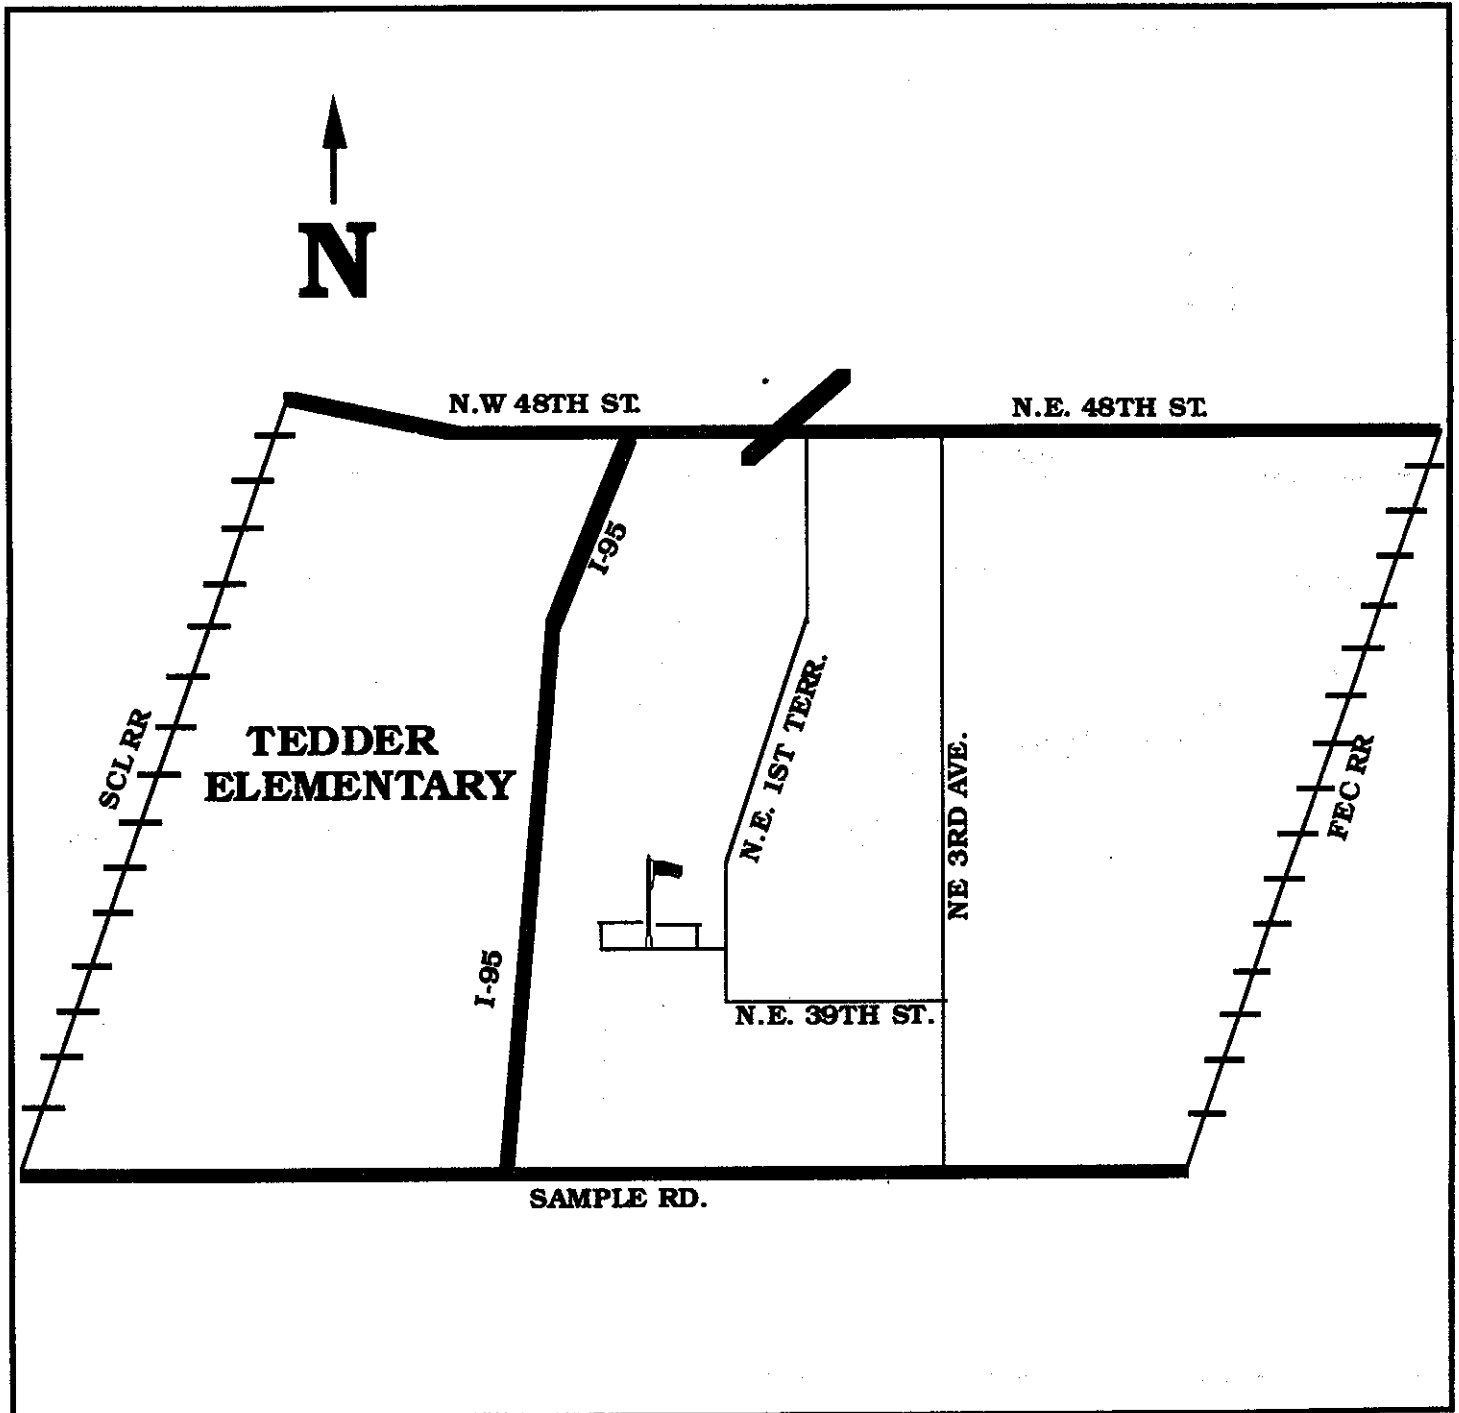 N
N.W 48TH ST.
N.E. 48TH ST.
I-95
N.E. 1ST TERR.
SCL RR
TEDDER
ELEMENTARY
NE 3RD AVE.
FEC RR
I-95
N.E. 39TH ST.
SAMPLE RD.